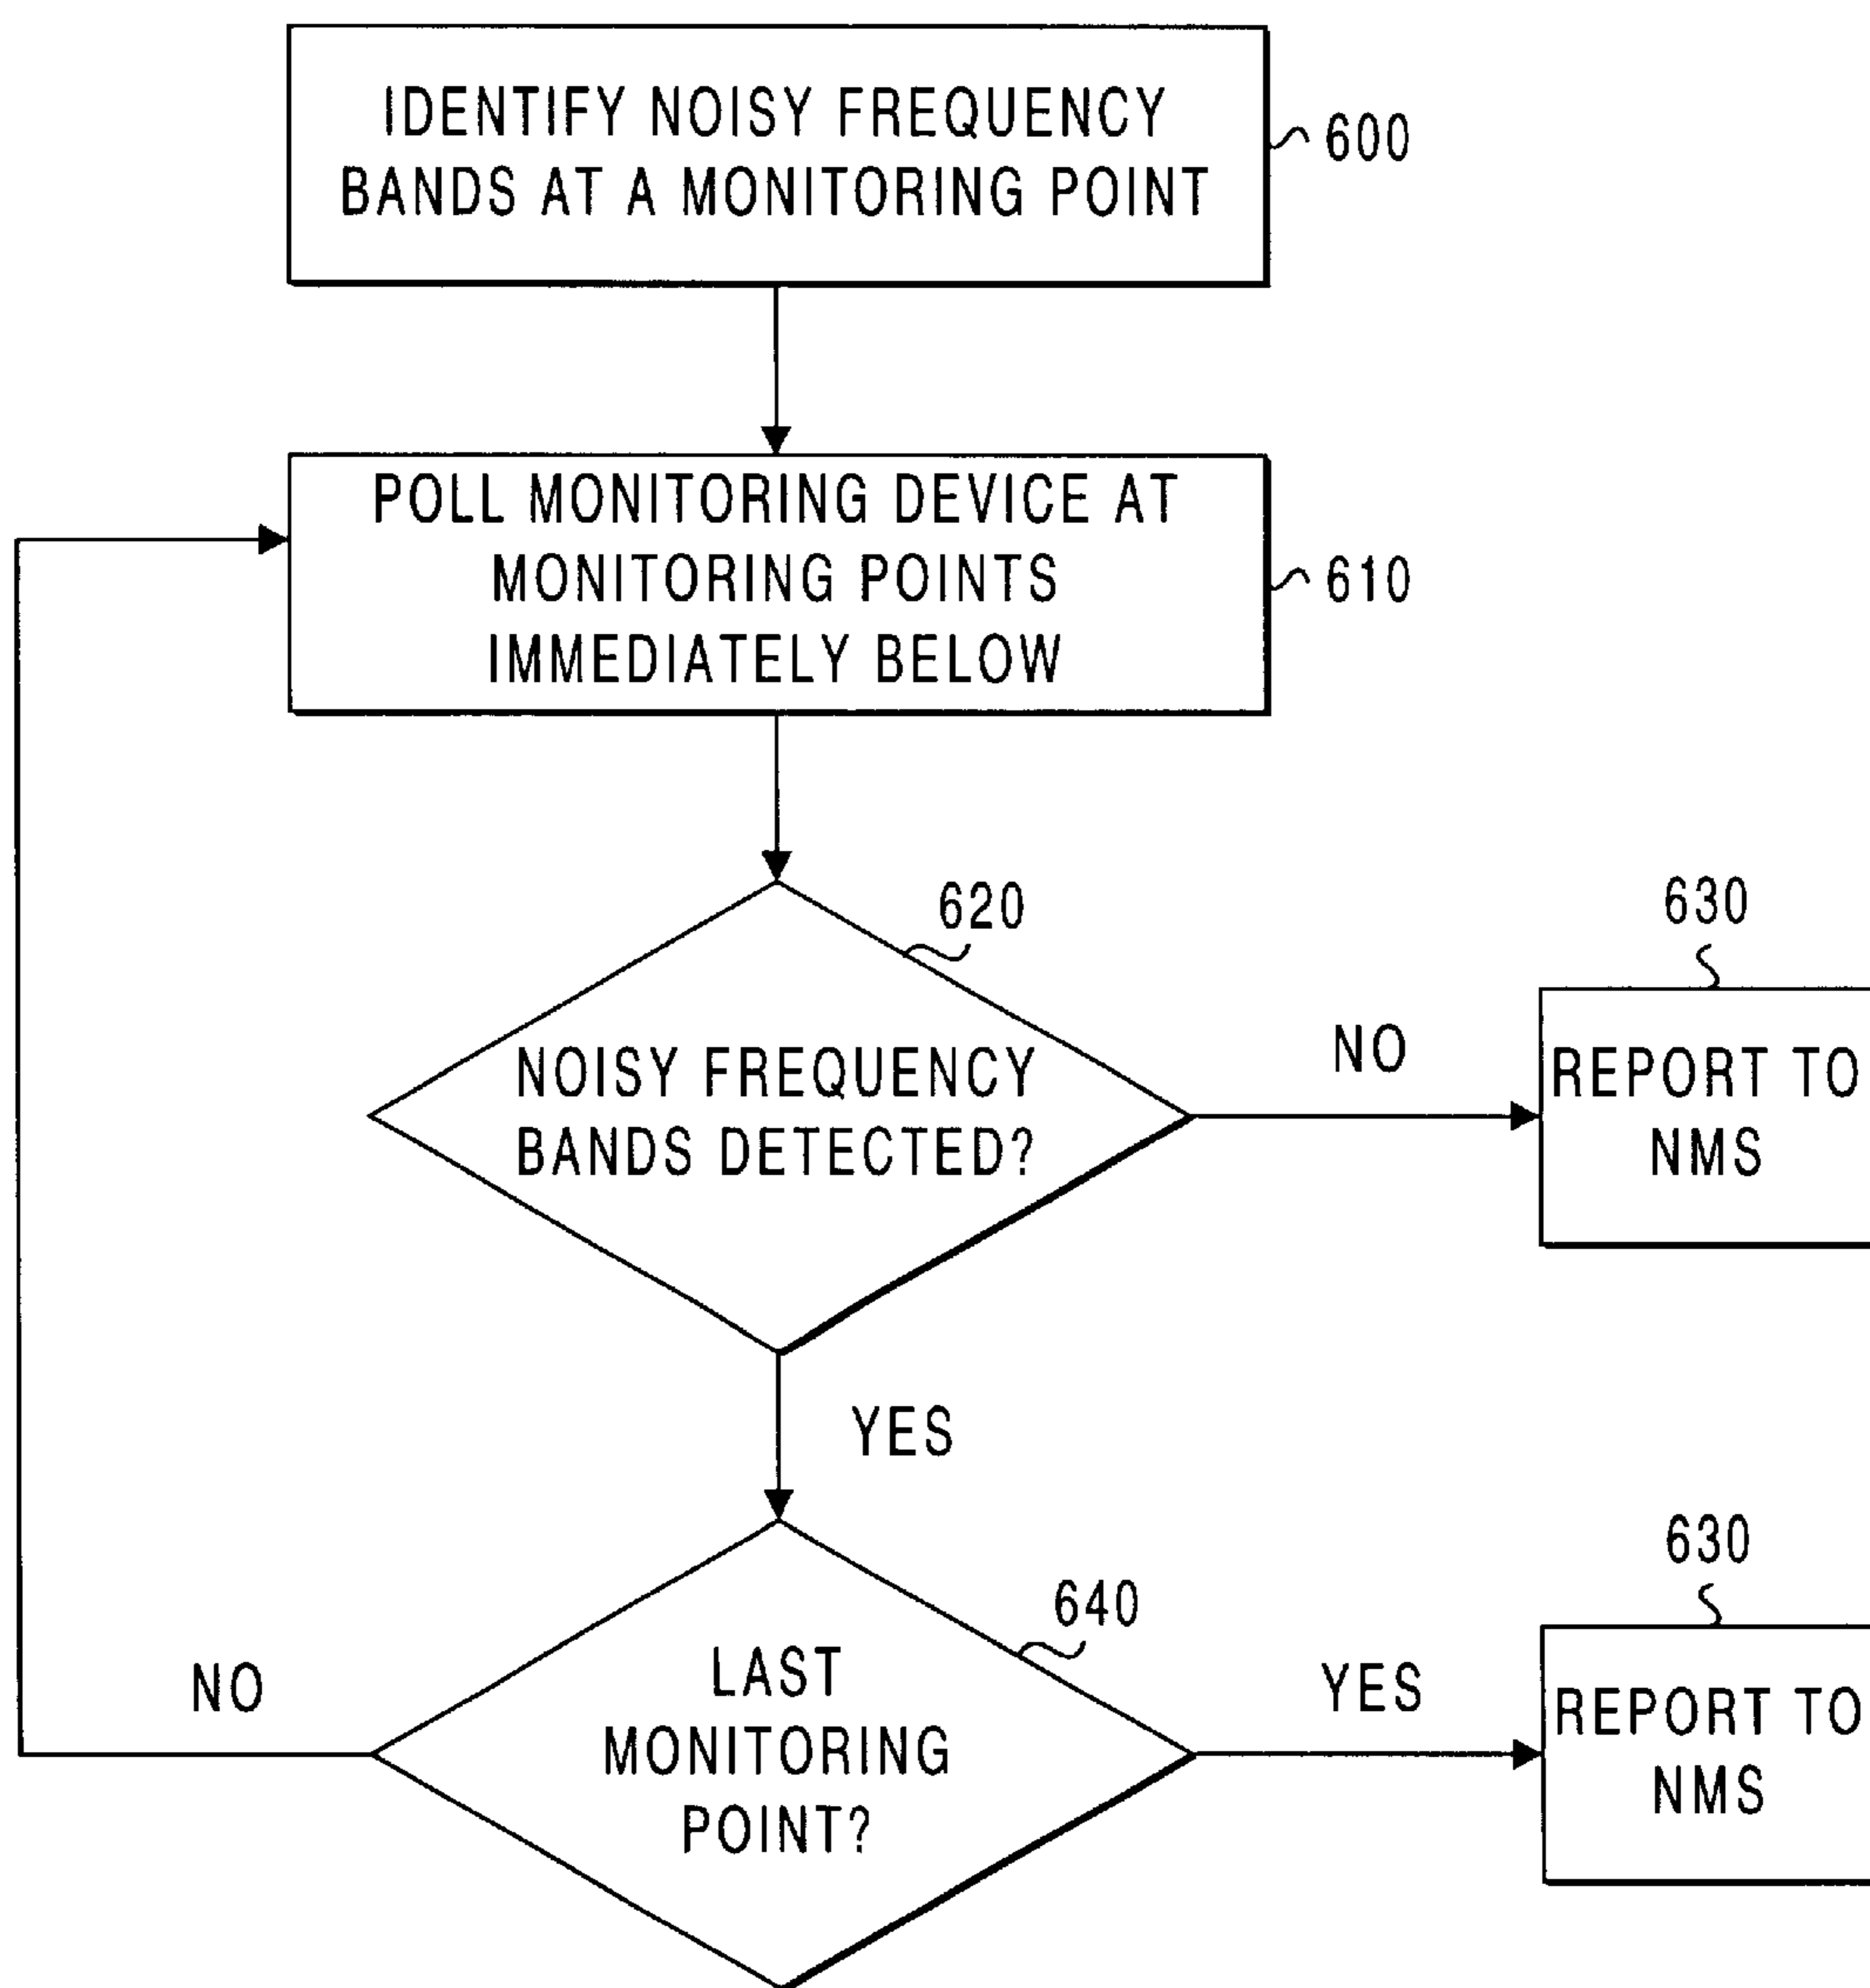 IDENTIFY NOISY FREQUENCY
BANDS AT A MONITORING POINT
600
POLL MONITORING DEVICE AT
MONITORING POINTS
IMMEDIATELY BELOW
610
620
NOISY FREQUENCY
BANDS DETECTED?
NO
630
REPORT TO
NMS
YES
640
LAST
MONITORING
POINT?
NO
YES
630
REPORT TO
NMS